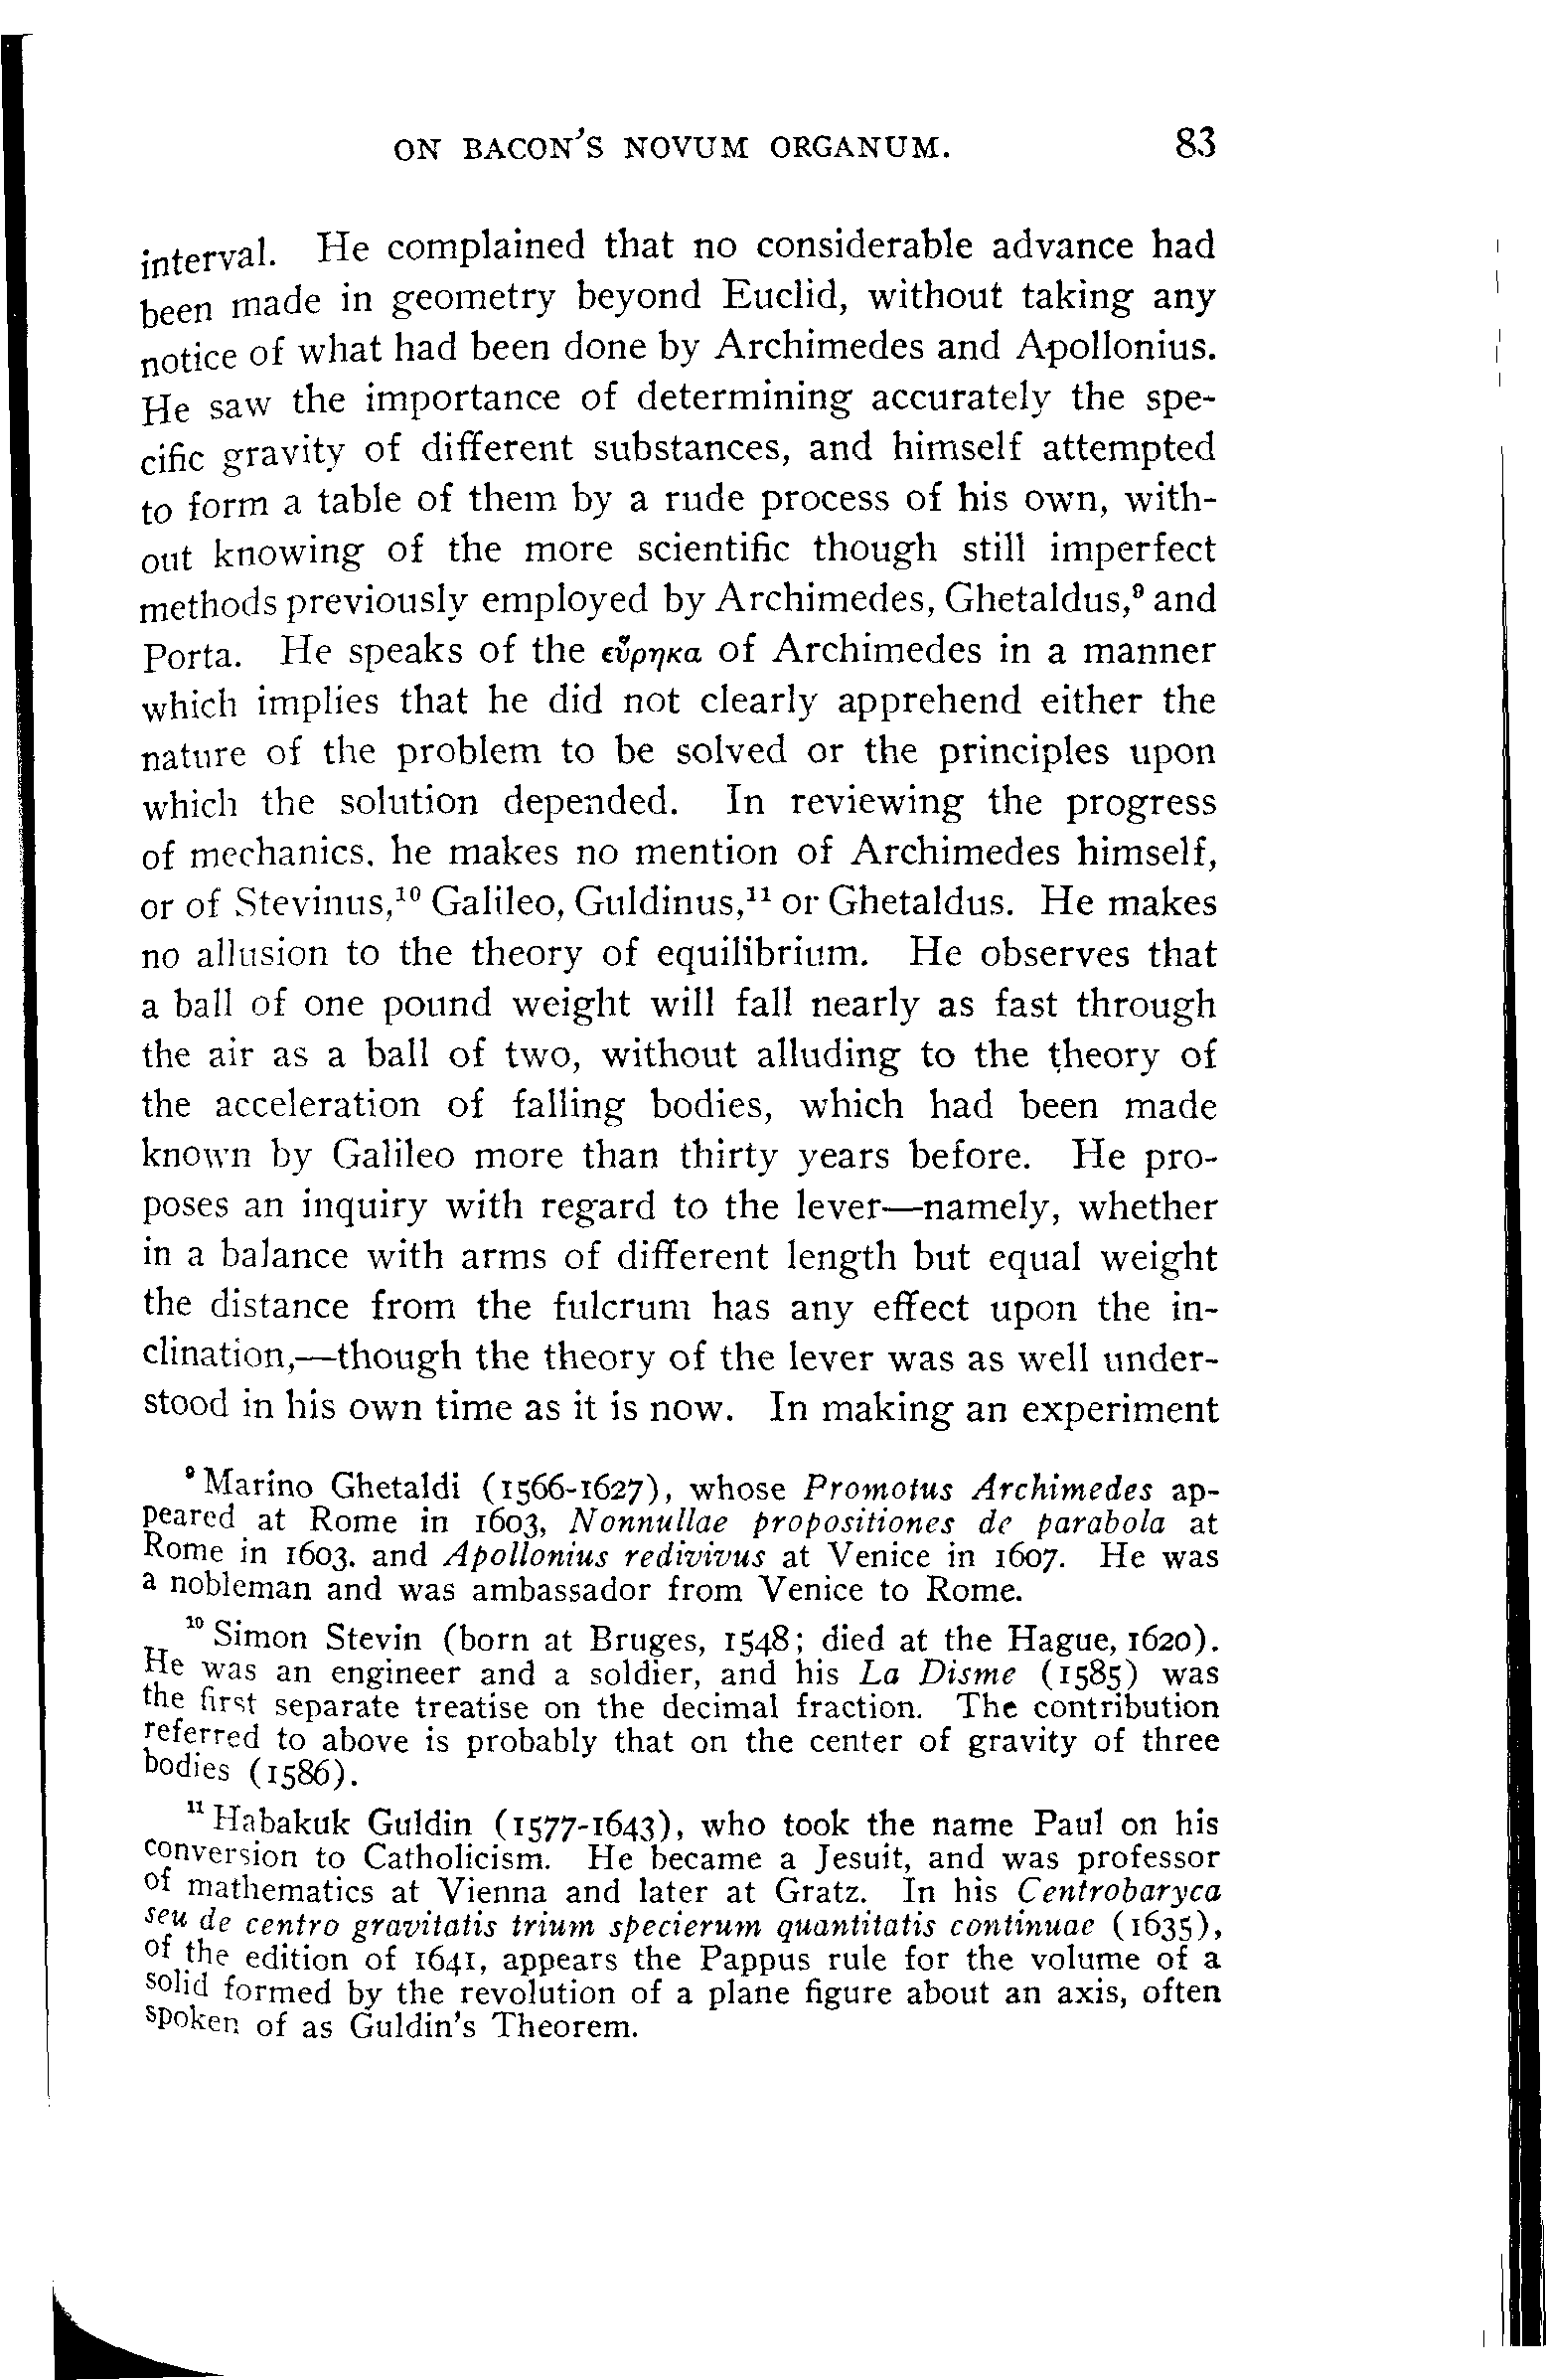 ON BACON'S NOVUM ORGANUM. 83
interval. He complained that no considerable advance had
been made in geometry beyond Euclid, without taking any
notice of what had been done by Archimedes and Apollonius.
He saw the importance of determining accurately the spe-
cific gravity of different substances, and himself attempted
to form a table of them by a rude process of his own, with-
out knowing of the more scientific though still imperfect
methods previously employed by Archimedes, Ghetaldus,⁹ and
Porta. He speaks of the εὕρηκα of Archimedes in a manner
which implies that he did not clearly apprehend either the
nature of the problem to be solved or the principles upon
which the solution depended. In reviewing the progress
of mechanics, he makes no mention of Archimedes himself,
or of Stevinus,¹⁰ Galileo, Guldinus,¹¹ or Ghetaldus. He makes
no allusion to the theory of equilibrium. He observes that
a ball of one pound weight will fall nearly as fast through
the air as a ball of two, without alluding to the theory of
the acceleration of falling bodies, which had been made
known by Galileo more than thirty years before. He pro-
poses an inquiry with regard to the lever—namely, whether
in a balance with arms of different length but equal weight
the distance from the fulcrum has any effect upon the in-
clination,—though the theory of the lever was as well under-
stood in his own time as it is now. In making an experiment
⁹ Marino Ghetaldi (1566-1627), whose Promotus Archimedes ap-
peared at Rome in 1603, Nonnullae propositiones de parabola at
Rome in 1603. and Apollonius redivivus at Venice in 1607. He was
a nobleman and was ambassador from Venice to Rome.
¹⁰ Simon Stevin (born at Bruges, 1548; died at the Hague, 1620).
He was an engineer and a soldier, and his La Disme (1585) was
the first separate treatise on the decimal fraction. The contribution
referred to above is probably that on the center of gravity of three
bodies (1586).
¹¹ Habakuk Guldin (1577-1643), who took the name Paul on his
conversion to Catholicism. He became a Jesuit, and was professor
of mathematics at Vienna and later at Gratz. In his Centrobaryca
seu de centro gravitatis trium specierum quantitatis continuae (1635),
of the edition of 1641, appears the Pappus rule for the volume of a
solid formed by the revolution of a plane figure about an axis, often
spoken of as Guldin's Theorem.